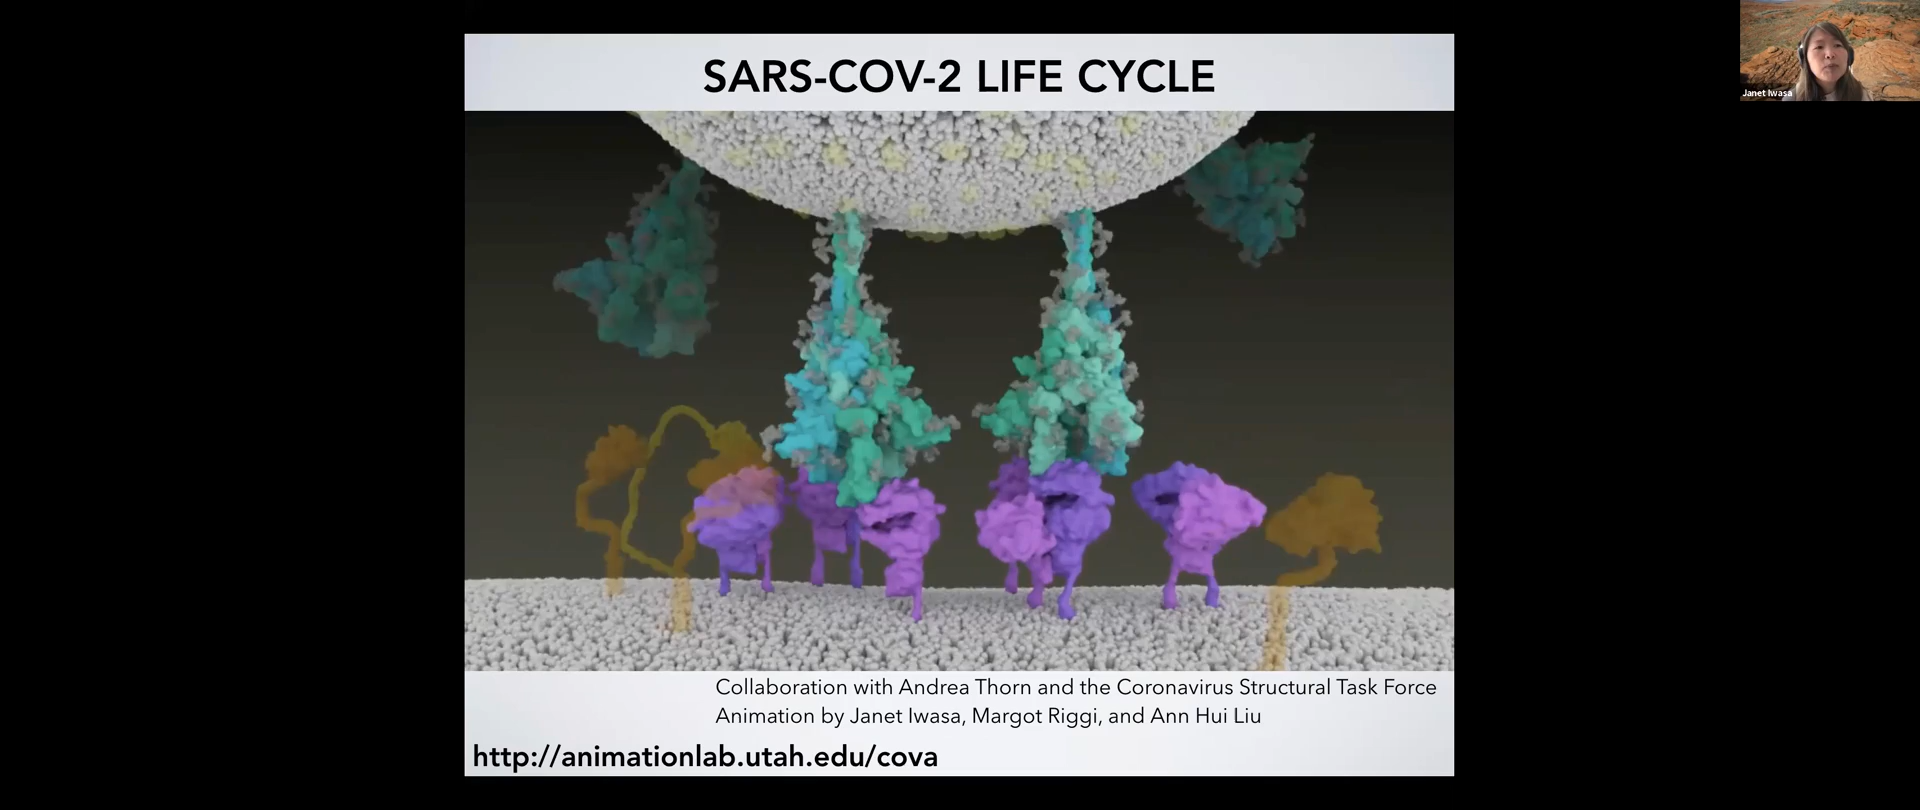 SARS-COV-2 LIFE CYCLE
Janet Iwasa
Collaboration with Andrea Thorn and the Coronavirus Structural Task Force
Animation by Janet Iwasa, Margot Riggi, and Ann Hui Liu
http://animationlab.utah.edu/cova